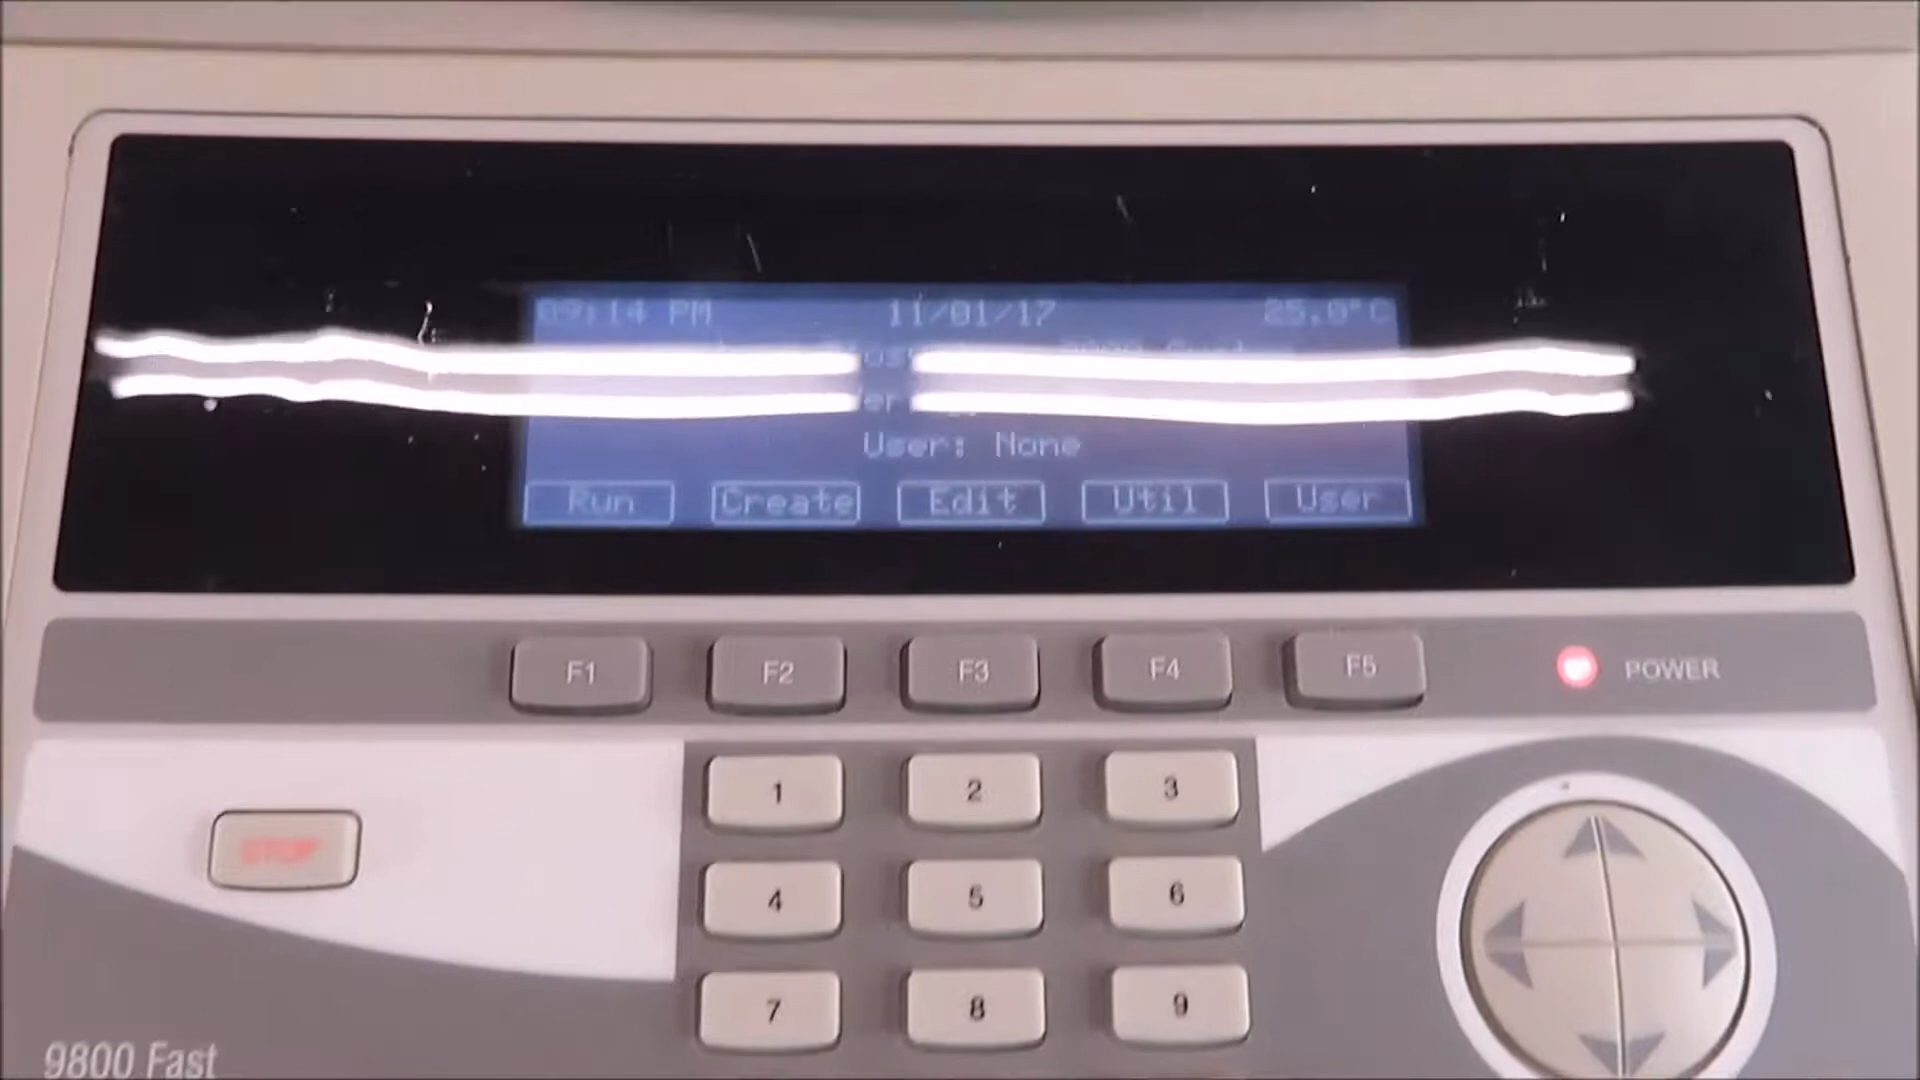 09:14 PM 11/01/17 25.0°C
User: None
Run Create Edit Util User
F1 F2 F3 F4 F5 POWER
1 2 3
STOP
4 5 6
7 8 9
9800 Fast